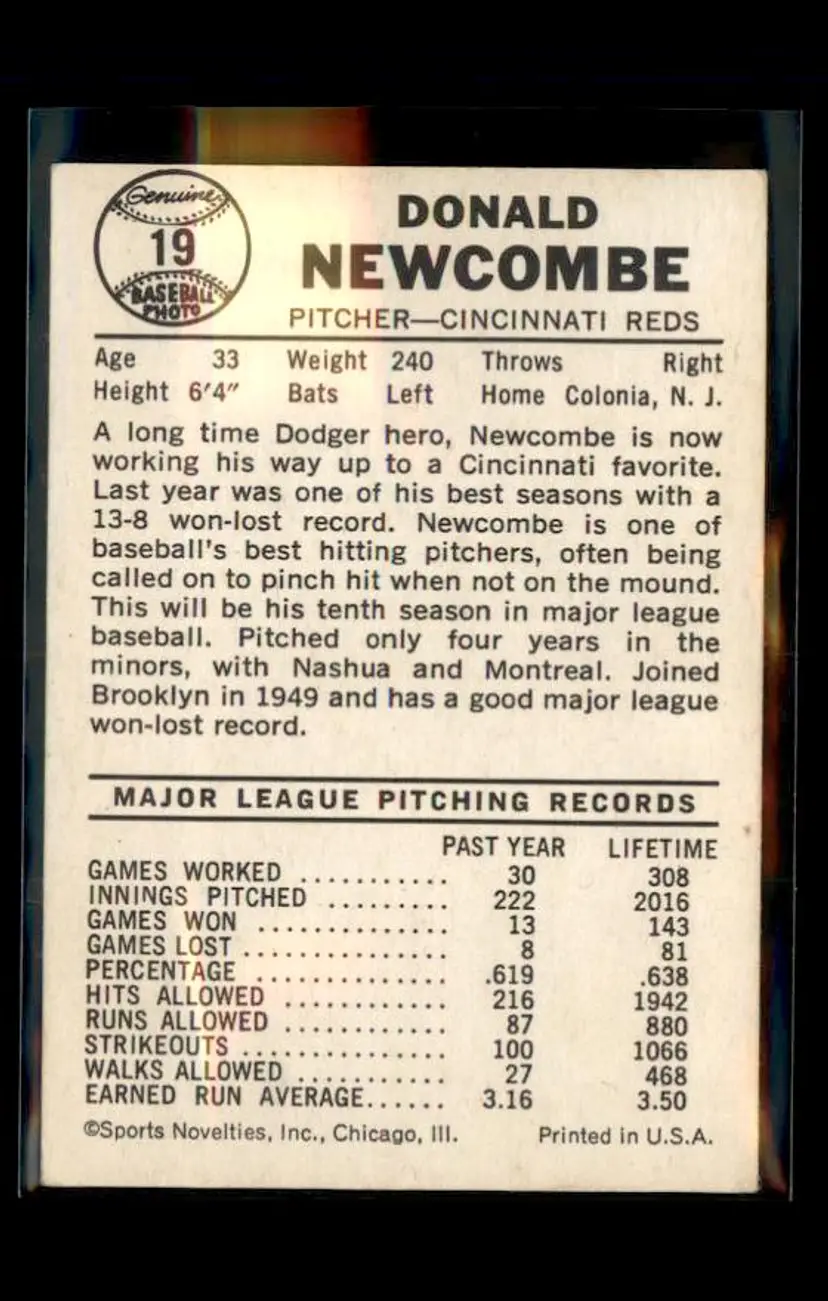 Genuine
19
BASEBALL
PHOTO
DONALD
NEWCOMBE
PITCHER—CINCINNATI REDS
Age 33 Weight 240 Throws Right
Height 6'4" Bats Left Home Colonia, N. J.
A long time Dodger hero, Newcombe is now
working his way up to a Cincinnati favorite.
Last year was one of his best seasons with a
13-8 won-lost record. Newcombe is one of
baseball's best hitting pitchers, often being
called on to pinch hit when not on the mound.
This will be his tenth season in major league
baseball. Pitched only four years in the
minors, with Nashua and Montreal. Joined
Brooklyn in 1949 and has a good major league
won-lost record.
MAJOR LEAGUE PITCHING RECORDS
PAST YEAR LIFETIME
GAMES WORKED ........... 30 308
INNINGS PITCHED ......... 222 2016
GAMES WON .............. 13 143
GAMES LOST ............... 8 81
PERCENTAGE .............. .619 .638
HITS ALLOWED ............ 216 1942
RUNS ALLOWED ............ 87 880
STRIKEOUTS ............... 100 1066
WALKS ALLOWED ........... 27 468
EARNED RUN AVERAGE...... 3.16 3.50
©Sports Novelties, Inc., Chicago, Ill. Printed in U.S.A.